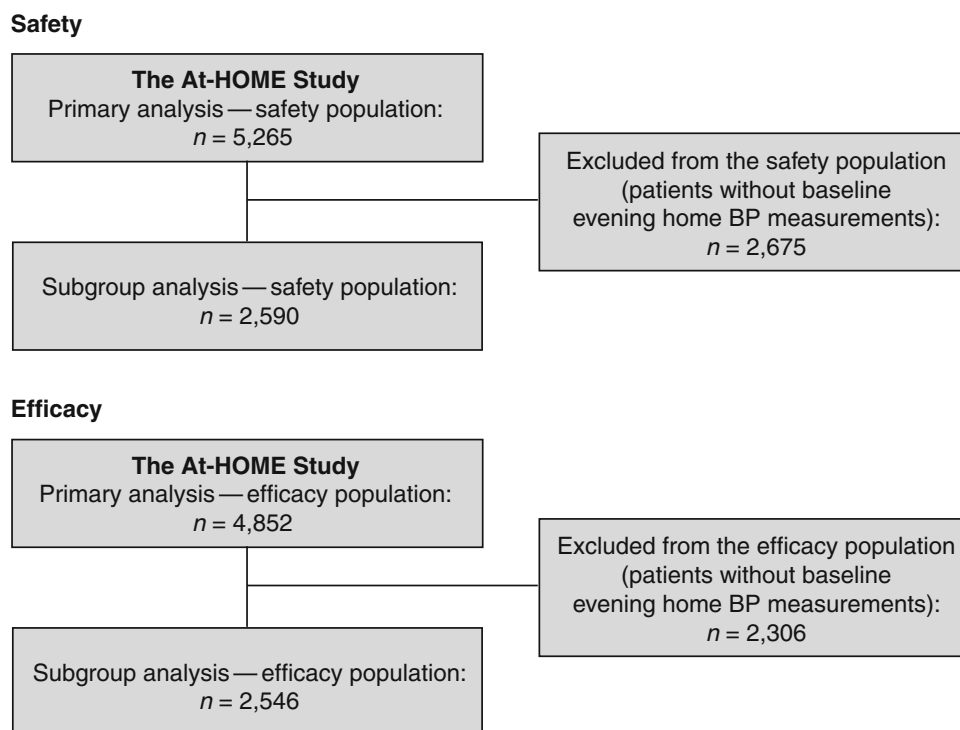 Safety
The At-HOME Study
Primary analysis — safety population:
n = 5,265
Excluded from the safety population
(patients without baseline
evening home BP measurements):
n = 2,675
Subgroup analysis — safety population:
n = 2,590
Efficacy
The At-HOME Study
Primary analysis — efficacy population:
n = 4,852
Excluded from the efficacy population
(patients without baseline
evening home BP measurements):
n = 2,306
Subgroup analysis — efficacy population:
n = 2,546